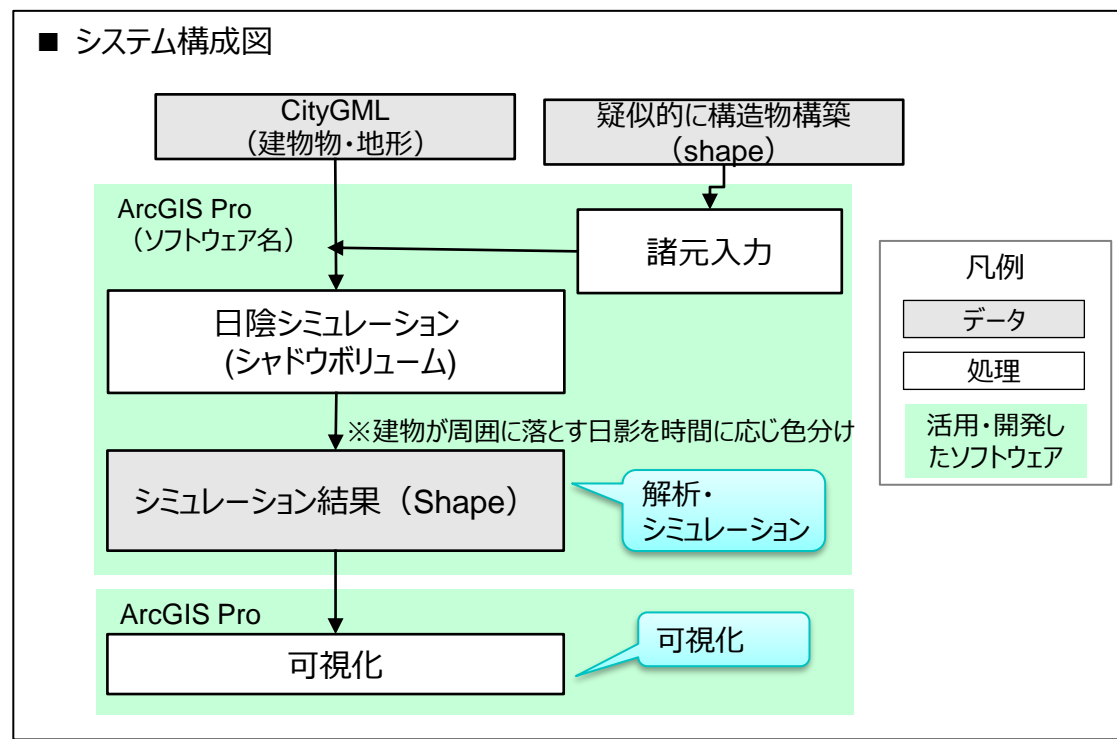 ■ システム構成図
CityGML
（建物物・地形）
疑似的に構造物構築
（shape）
ArcGIS Pro
（ソフトウェア名）
諸元入力
日陰シミュレーション
(シャドウボリューム)
※建物が周囲に落とす日影を時間に応じ色分け
シミュレーション結果（Shape）
解析・
シミュレーション
ArcGIS Pro
可視化
可視化
凡例
データ
処理
活用・開発し
たソフトウェア